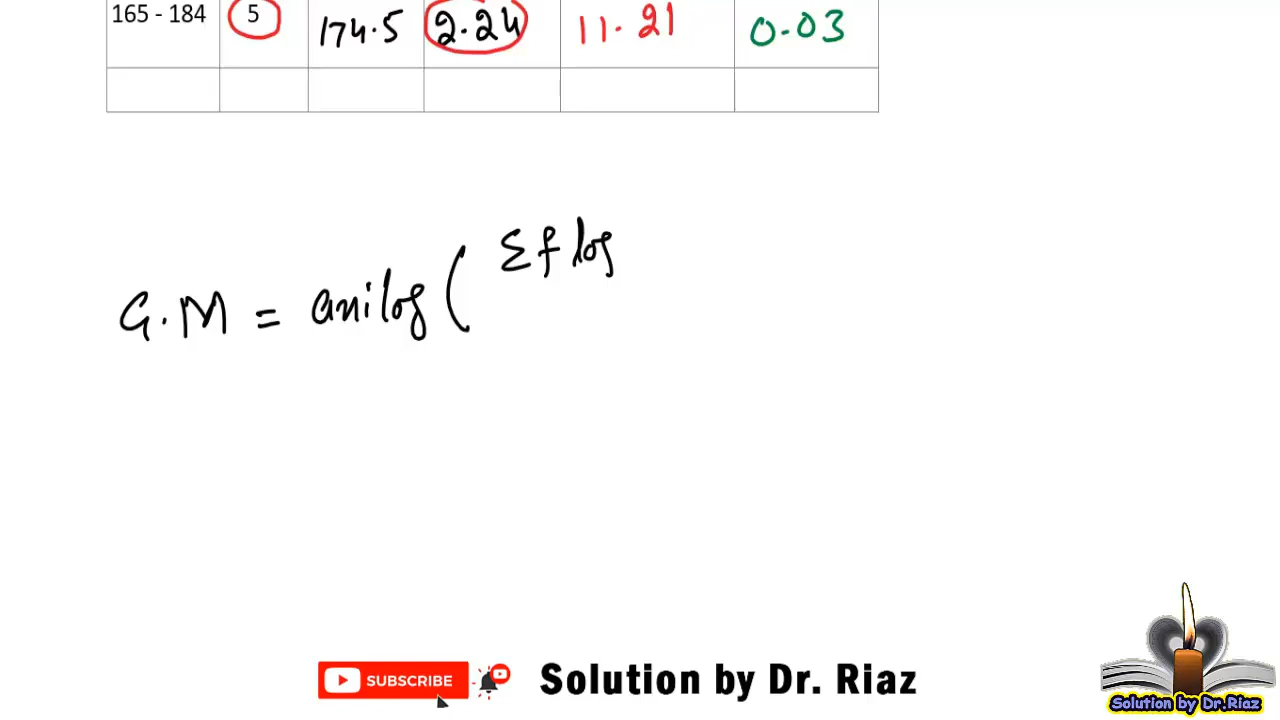 165 - 184 5 174.5 2.24 11.21 0.03
Σf log
G.M = anilog (
SUBSCRIBE
Solution by Dr. Riaz
Solution by Dr.Riaz